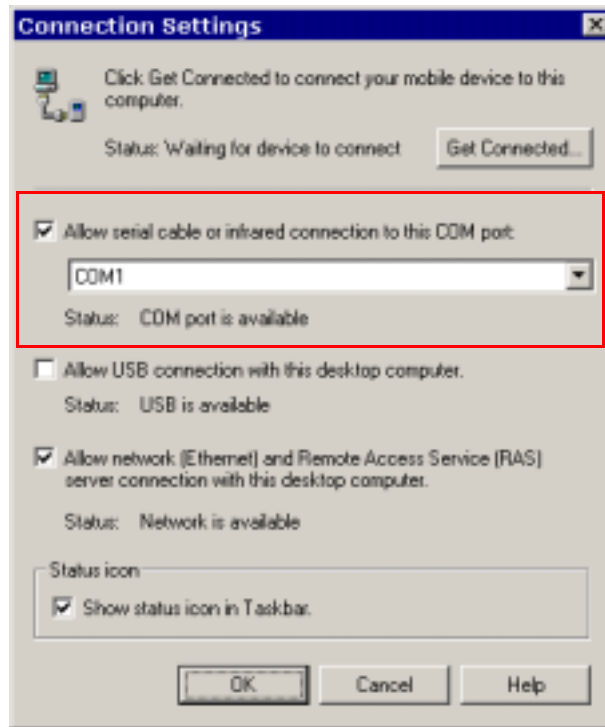 Connection Settings
Click Get Connected to connect your mobile device to this
computer.
Status: Waiting for device to connect
Get Connected...
Allow serial cable or infrared connection to this COM port:
COM1
Status: COM port is available
Allow USB connection with this desktop computer.
Status: USB is available
Allow network (Ethernet) and Remote Access Service (RAS)
server connection with this desktop computer.
Status: Network is available
Status icon
Show status icon in Taskbar.
OK Cancel Help